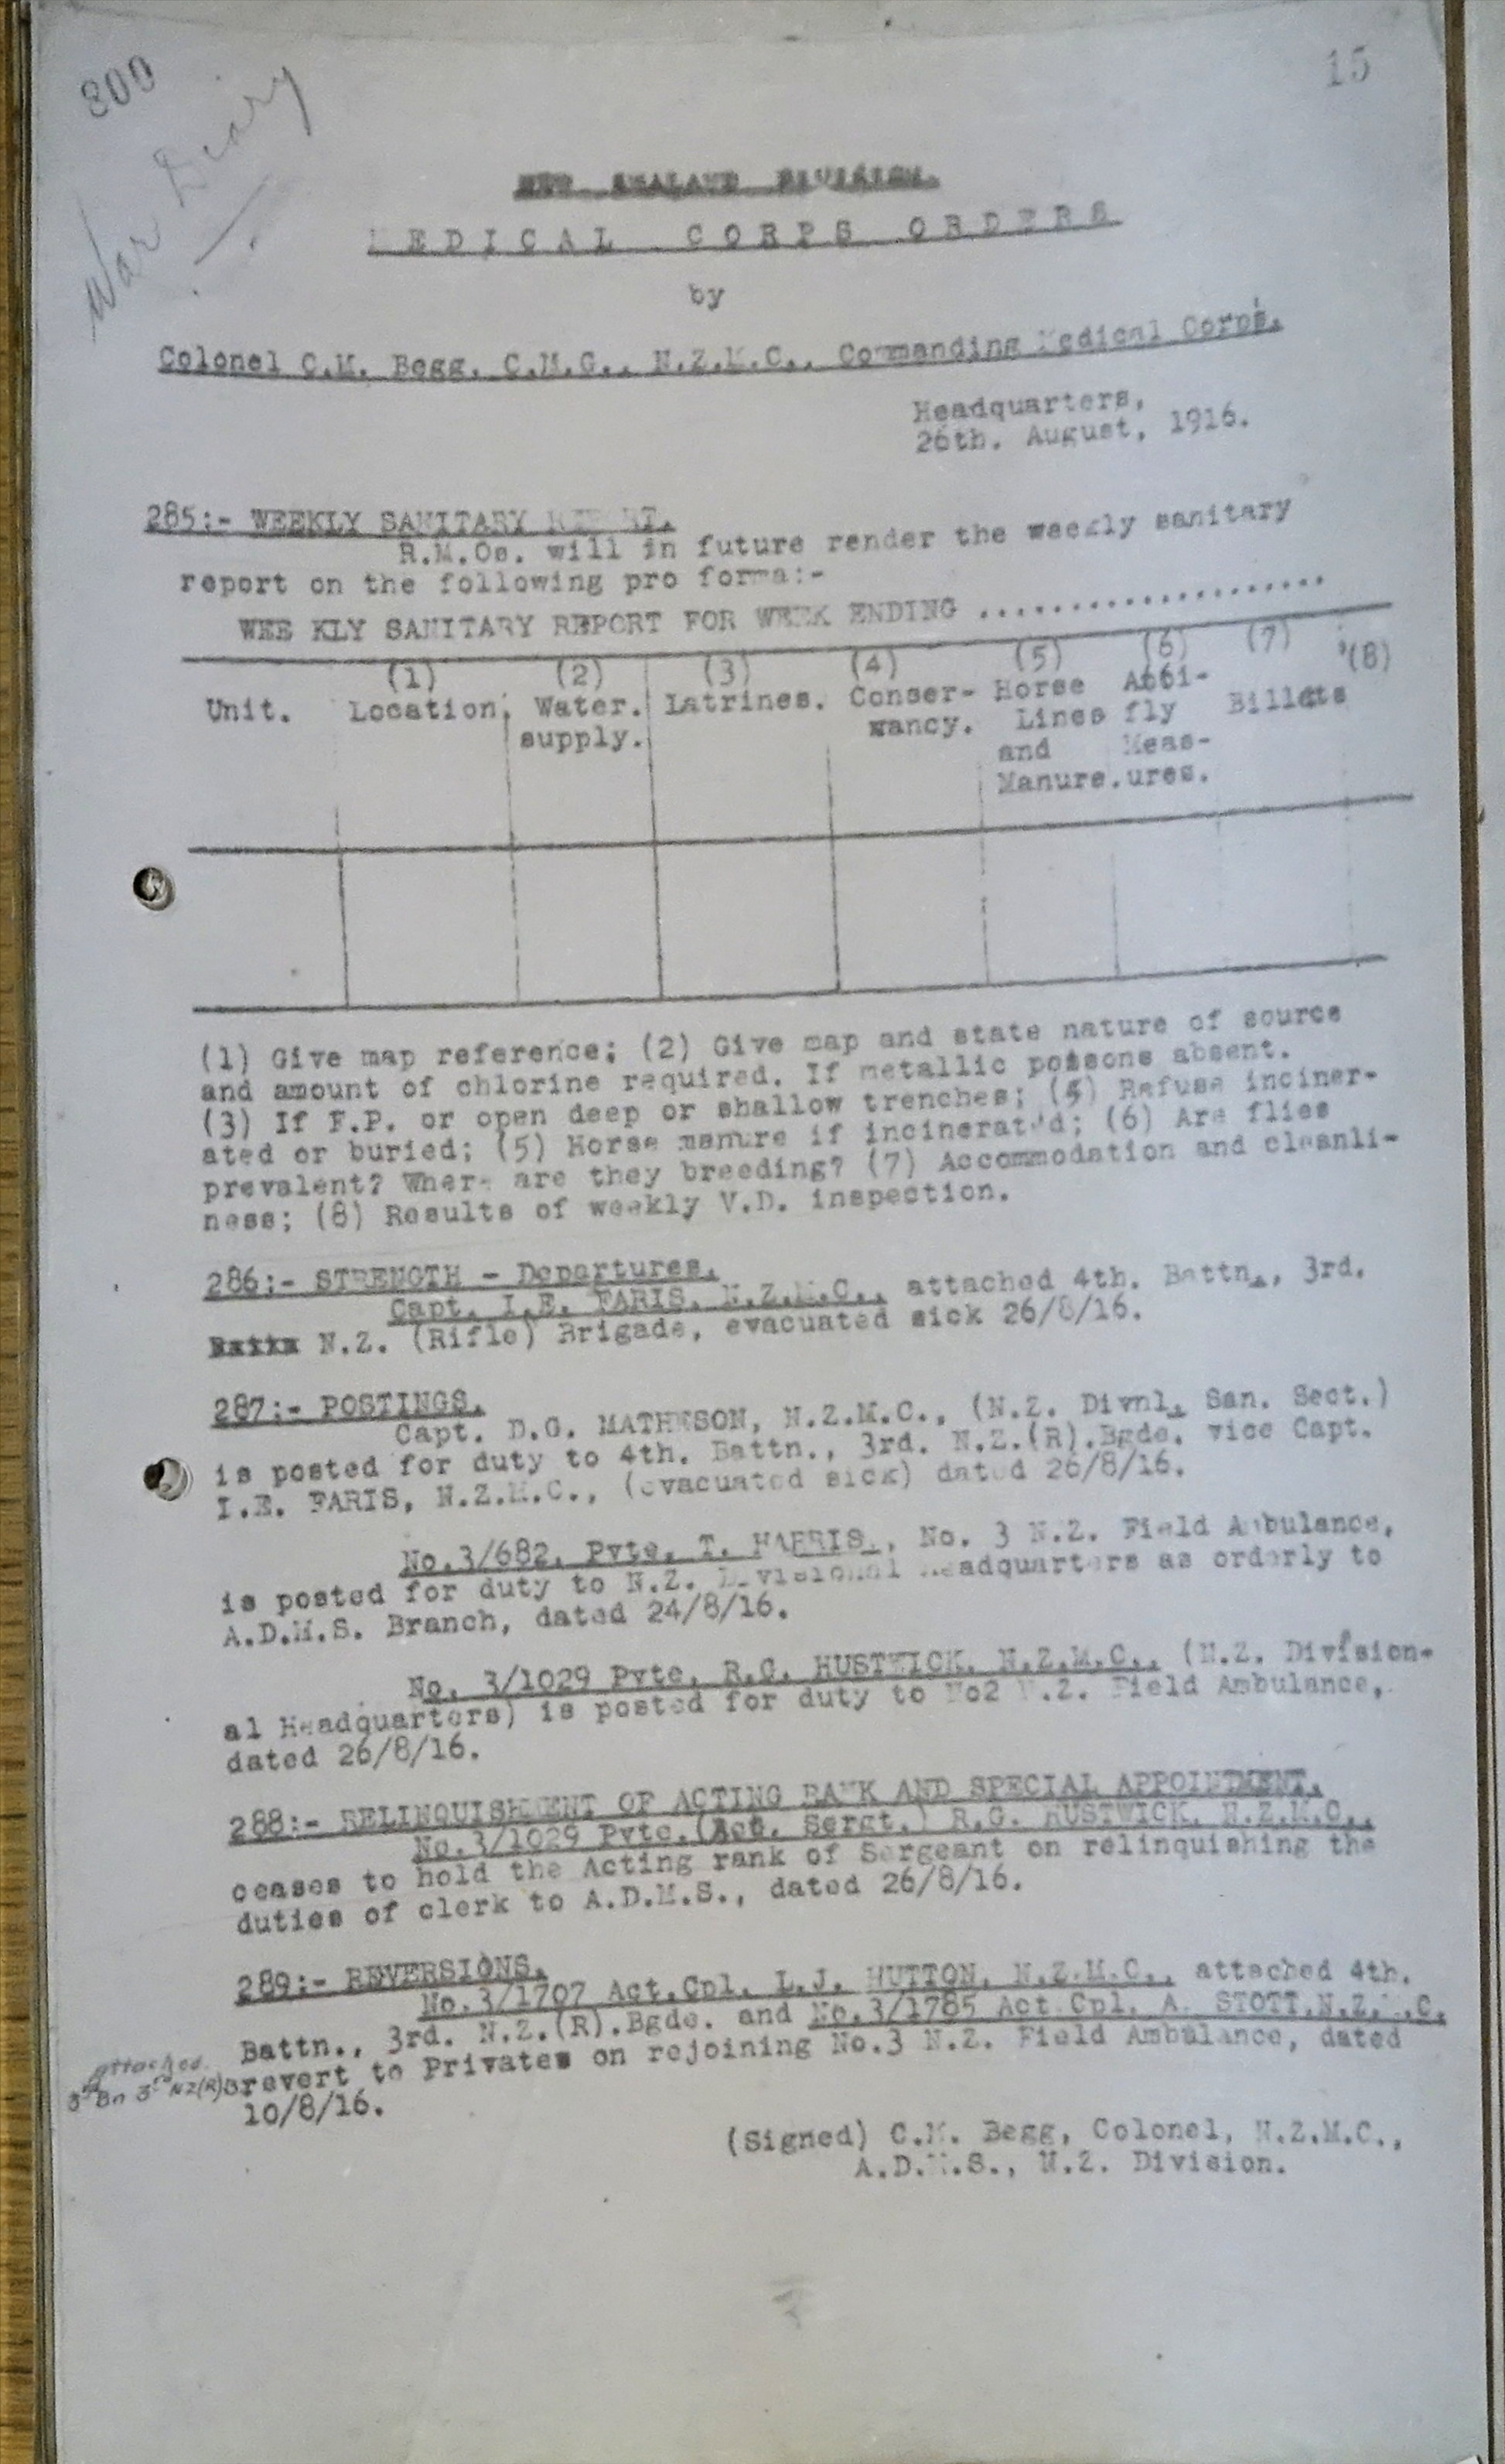 800
15
War Diary
NEW ZEALAND DIVISION.
MEDICAL CORPS ORDERS
by
Colonel C.M. Begg, C.M.G., N.Z.M.C., Commanding Medical Corps.
Headquarters,
26th. August, 1916.
285:- WEEKLY SANITARY REPORT.
R.M.Os. will in future render the weekly sanitary
report on the following pro forma:-
WEE KLY SANITARY REPORT FOR WEEK ENDING ....................
(1) (2) (3) (4) (5) (6) (7) (8)
Unit. Location. Water. Latrines. Conser- Horse Anti- Billets
supply. vancy. Lines fly
and Meas-
Manure. ures.
(1) Give map reference; (2) Give map and state nature of source
and amount of chlorine required. If metallic poisons absent.
(3) If F.P. or open deep or shallow trenches; (4) Refuse inciner-
ated or buried; (5) Horse manure if incinerated; (6) Are flies
prevalent? Where are they breeding? (7) Accommodation and cleanli-
ness; (8) Results of weekly V.D. inspection.
286:- STRENGTH - Departures.
Capt. I.E. FARIS, N.Z.M.C., attached 4th. Battn., 3rd.
N.Z. (Rifle) Brigade, evacuated sick 26/8/16.
287:- POSTINGS.
Capt. D.G. MATHESON, N.Z.M.C., (N.Z. Divnl. San. Sect.)
is posted for duty to 4th. Battn., 3rd. N.Z.(R).Bgde. vice Capt.
I.E. FARIS, N.Z.M.C., (evacuated sick) dated 26/8/16.
No.3/682, Pvte. T. HARRIS., No. 3 N.Z. Field Ambulance,
is posted for duty to N.Z. Divisional Headquarters as orderly to
A.D.M.S. Branch, dated 24/8/16.
No. 3/1029 Pvte. R.G. HUSTWICK, N.Z.M.C., (N.Z. Division-
al Headquarters) is posted for duty to No2 N.Z. Field Ambulance,
dated 26/8/16.
288:- RELINQUISHMENT OF ACTING RANK AND SPECIAL APPOINTMENT.
No.3/1029 Pvte.(Act. Sergt.) R.G. HUSTWICK, N.Z.M.C.,
ceases to hold the Acting rank of Sergeant on relinquishing the
duties of clerk to A.D.M.S., dated 26/8/16.
289:- REVERSIONS.
No.3/1707 Act.Cpl. L.J. HUTTON, N.Z.M.C., attached 4th.
Battn., 3rd. N.Z.(R).Bgde. and No.3/1785 Act Cpl. A. STOTT.N.Z.M.C.
attached
3rd Bn 3rd NZ(R)B revert to Privates on rejoining No.3 N.Z. Field Ambulance, dated
10/8/16.
(Signed) C.M. Begg, Colonel, N.Z.M.C.,
A.D.M.S., N.Z. Division.